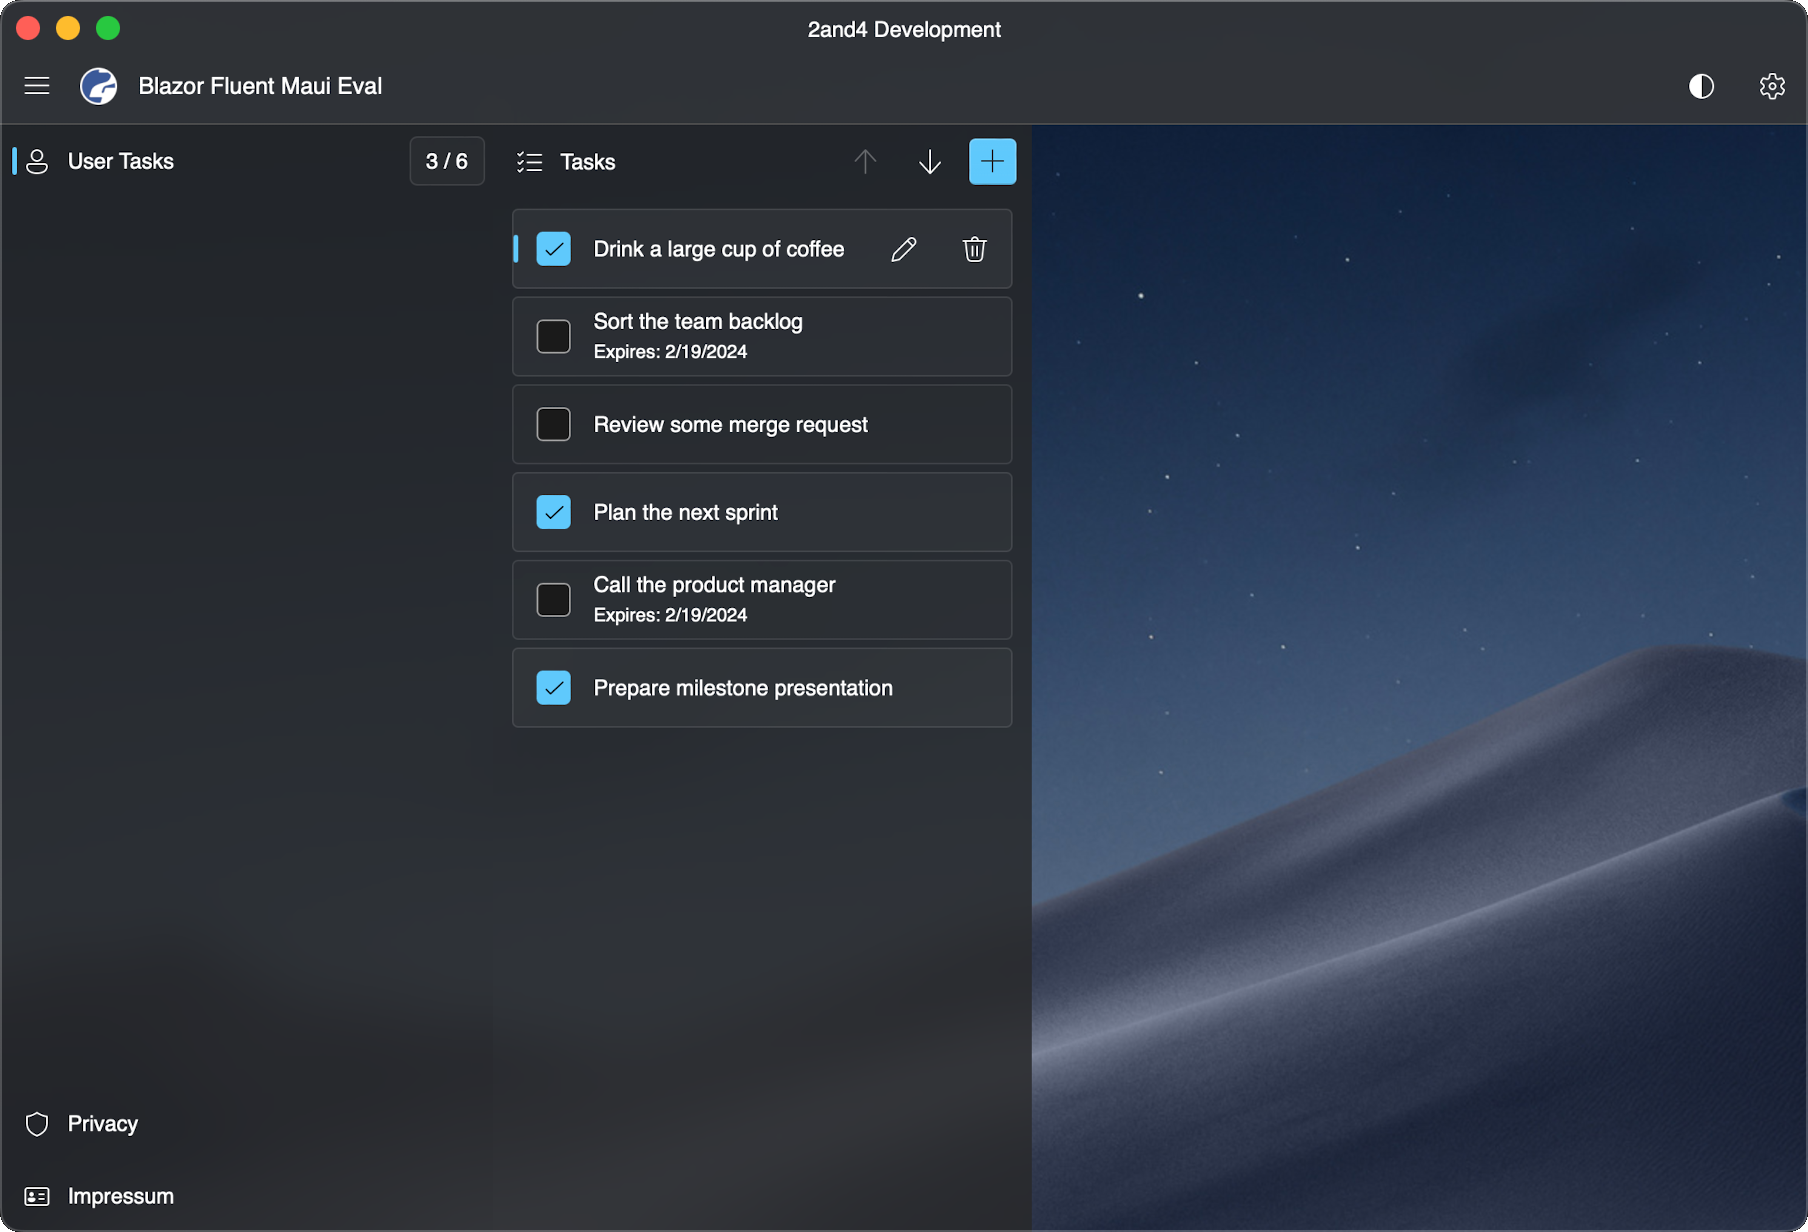 2and4 Development
Blazor Fluent Maui Eval
User Tasks
3 / 6
Tasks
Drink a large cup of coffee
Sort the team backlog
Expires: 2/19/2024
Review some merge request
Plan the next sprint
Call the product manager
Expires: 2/19/2024
Prepare milestone presentation
Privacy
Impressum